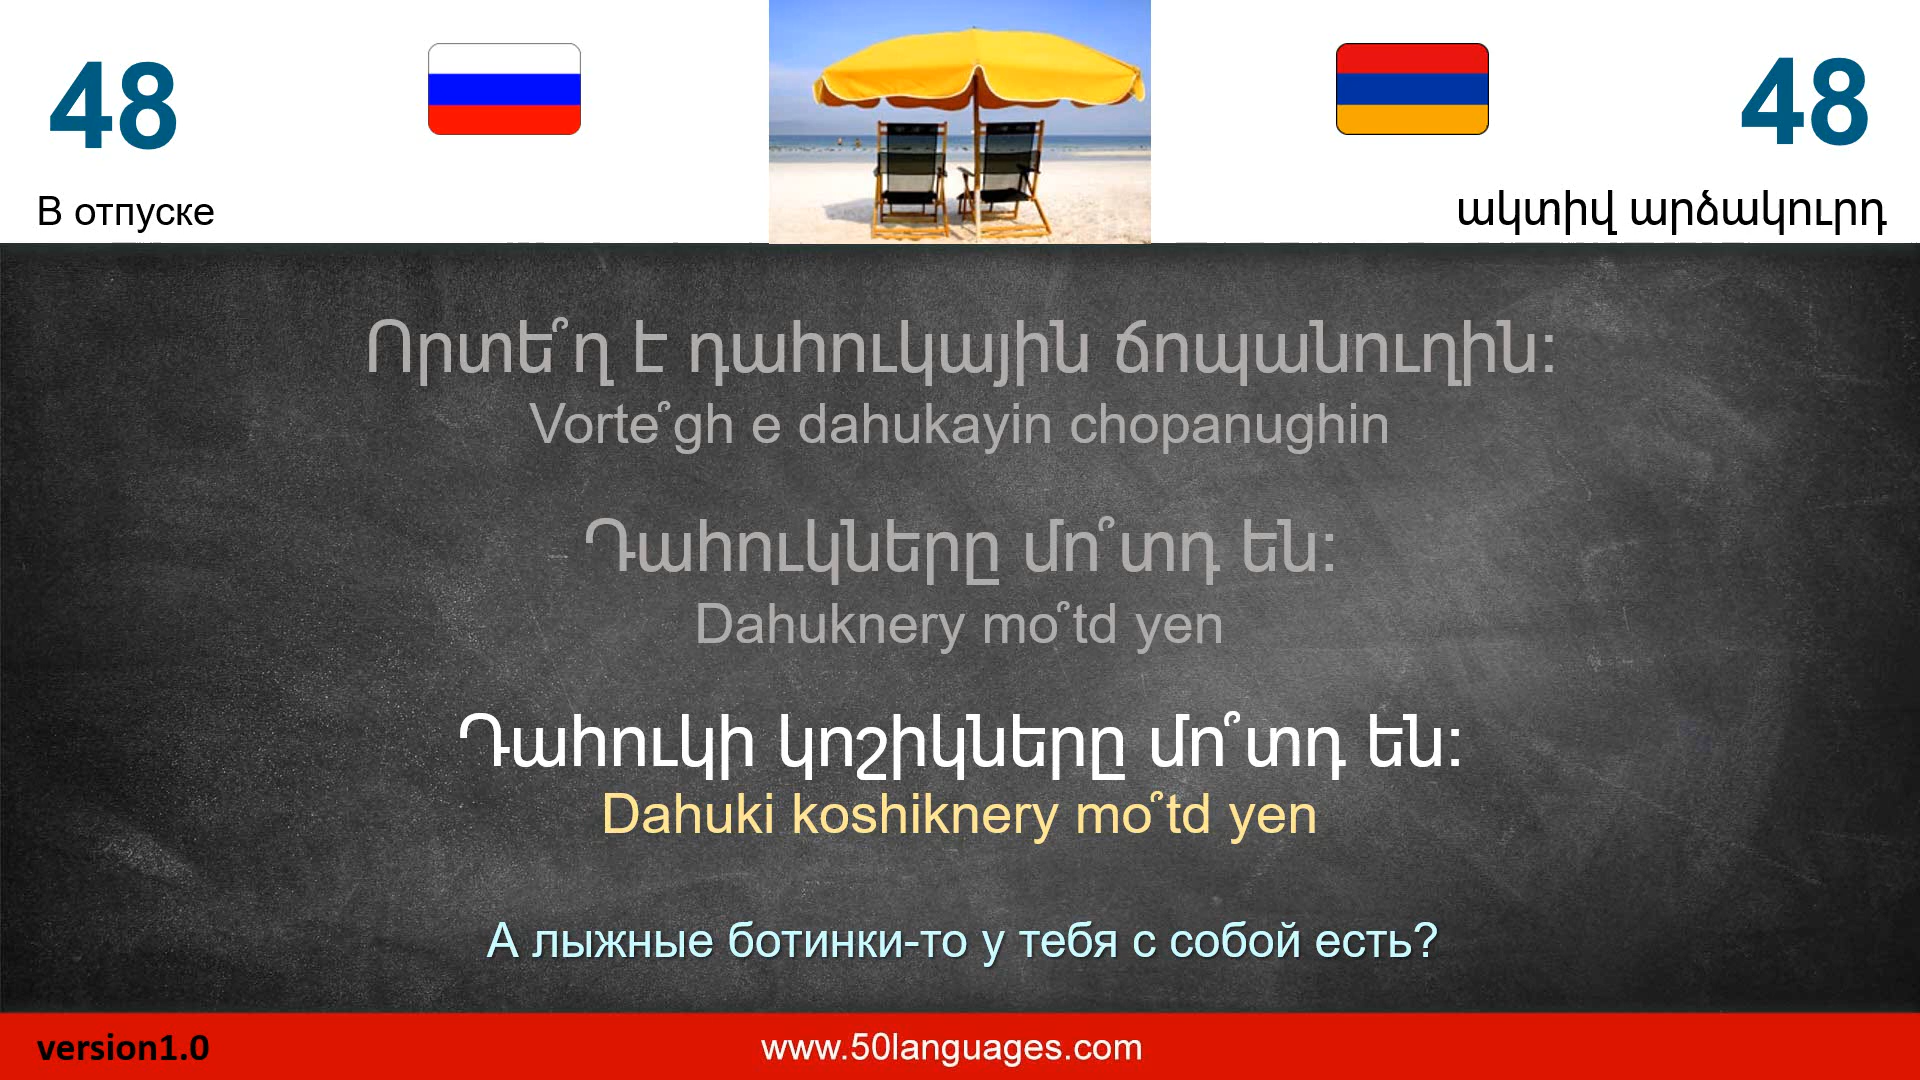 48
48
В отпуске
ակտիվ արձակուրդ
Որտե՞ղ է դահուկային ճոպանուղին:
Vorte՞gh e dahukayin chopanughin
Դահուկները մո՞տդ են:
Dahuknery mo՞td yen
Դահուկի կոշիկները մո՞տդ են:
Dahuki koshiknery mo՞td yen
А лыжные ботинки-то у тебя с собой есть?
version1.0
www.50languages.com